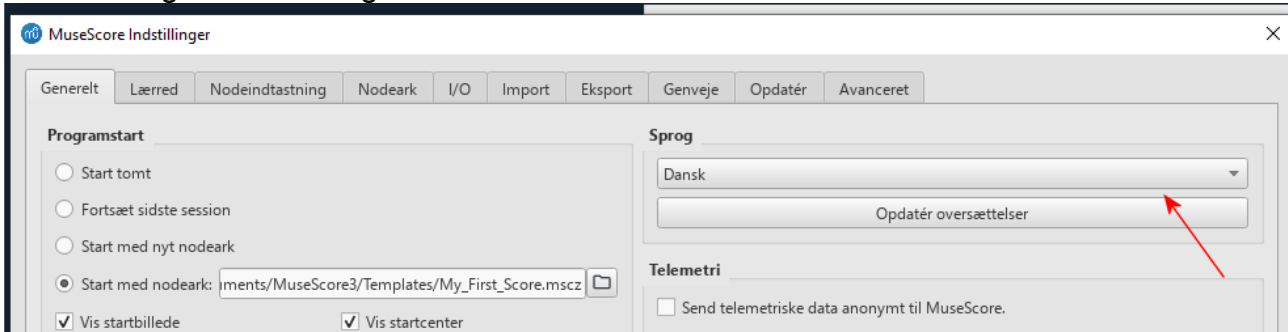 MuseScore Indstillinger
Generelt Lærred Nodeindtastning Nodeark I/O Import Eksport Genveje Opdatér Avanceret
Programstart
Start tomt
Fortsæt sidste session
Start med nyt nodeark
Start med nodeark: uments/MuseScore3/Templates/My_First_Score.mscz
Vis startbillede Vis startcenter
Sprog
Dansk
Opdatér oversættelser
Telemetri
Send telemetriske data anonymt til MuseScore.